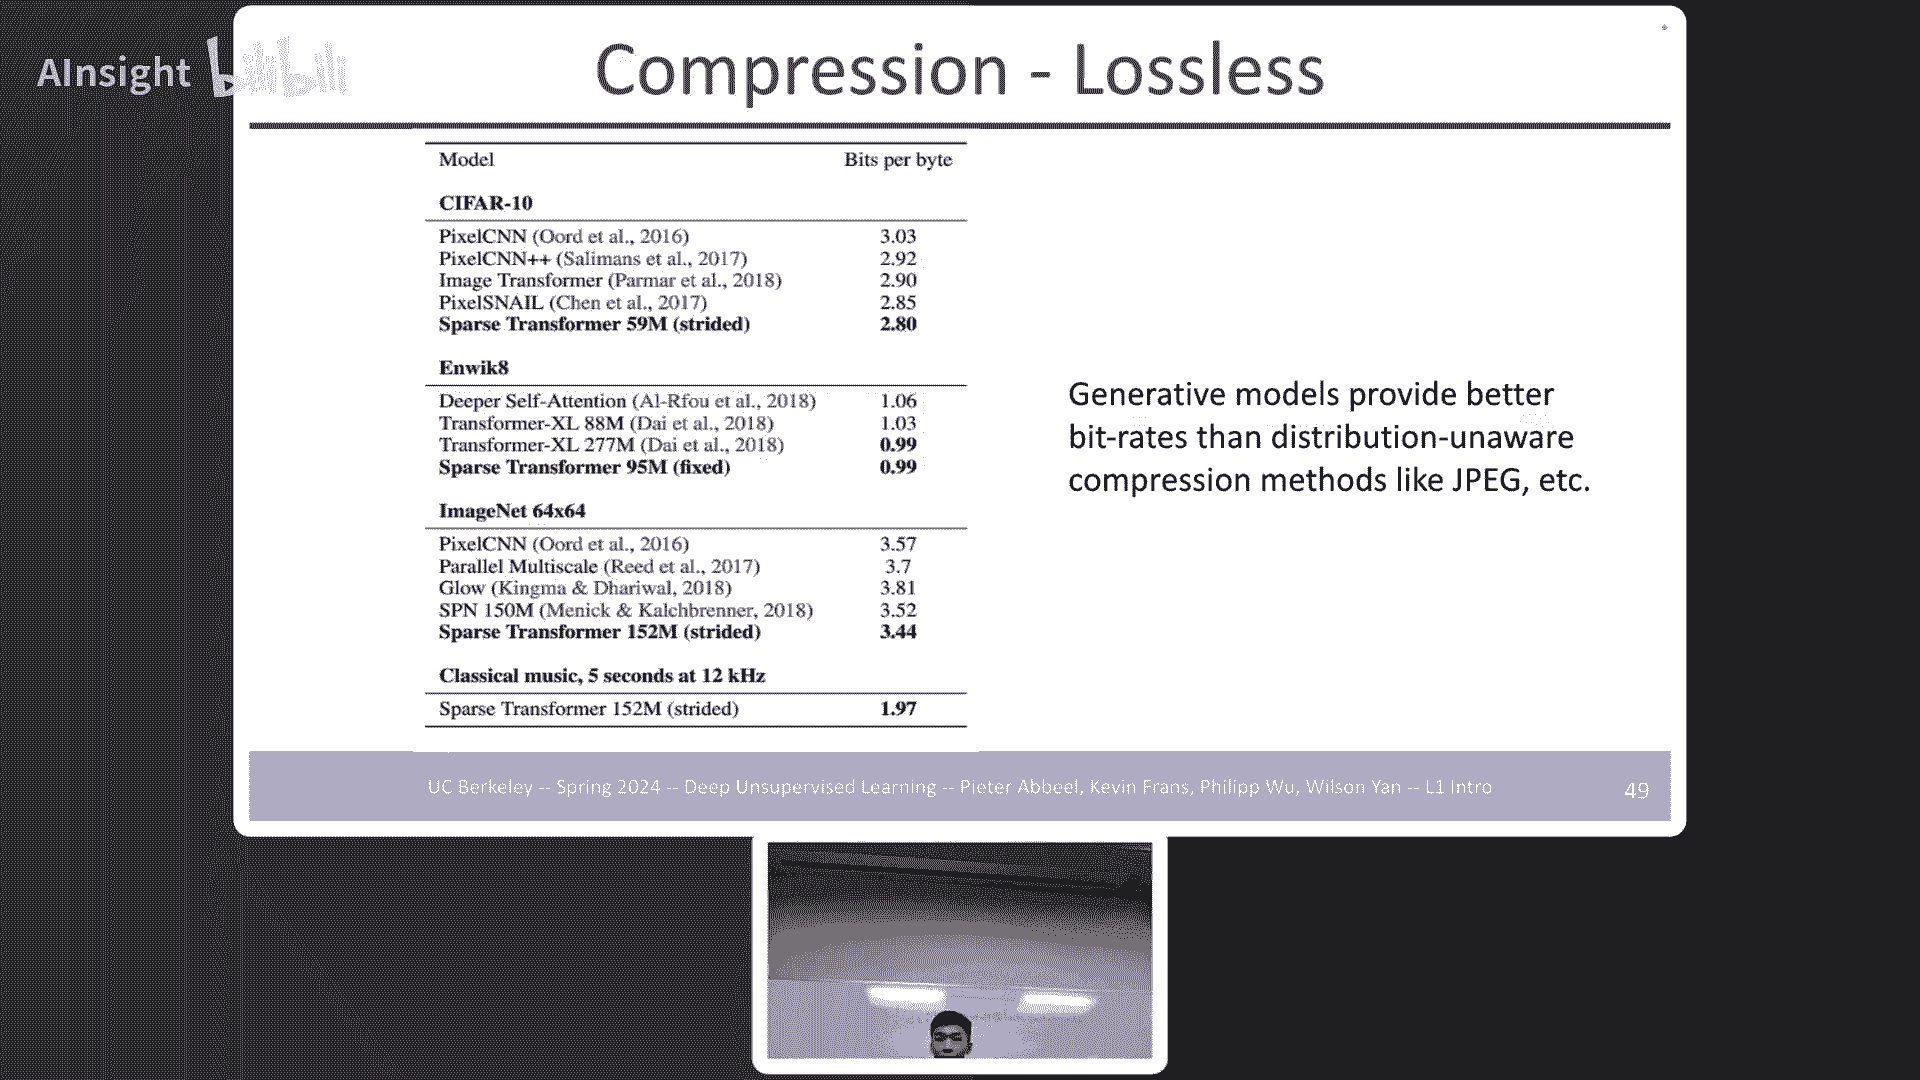 AInsight bilibili
Compression - Lossless
Model Bits per byte
CIFAR-10
PixelCNN (Oord et al., 2016) 3.03
PixelCNN++ (Salimans et al., 2017) 2.92
Image Transformer (Parmar et al., 2018) 2.90
PixelSNAIL (Chen et al., 2017) 2.85
Sparse Transformer 59M (strided) 2.80
Enwik8
Deeper Self-Attention (Al-Rfou et al., 2018) 1.06
Transformer-XL 88M (Dai et al., 2018) 1.03
Transformer-XL 277M (Dai et al., 2018) 0.99
Sparse Transformer 95M (fixed) 0.99
ImageNet 64x64
PixelCNN (Oord et al., 2016) 3.57
Parallel Multiscale (Reed et al., 2017) 3.7
Glow (Kingma & Dhariwal, 2018) 3.81
SPN 150M (Menick & Kalchbrenner, 2018) 3.52
Sparse Transformer 152M (strided) 3.44
Classical music, 5 seconds at 12 kHz
Sparse Transformer 152M (strided) 1.97
Generative models provide better
bit-rates than distribution-unaware
compression methods like JPEG, etc.
UC Berkeley -- Spring 2024 -- Deep Unsupervised Learning -- Pieter Abbeel, Kevin Frans, Philipp Wu, Wilson Yan -- L1 Intro 49